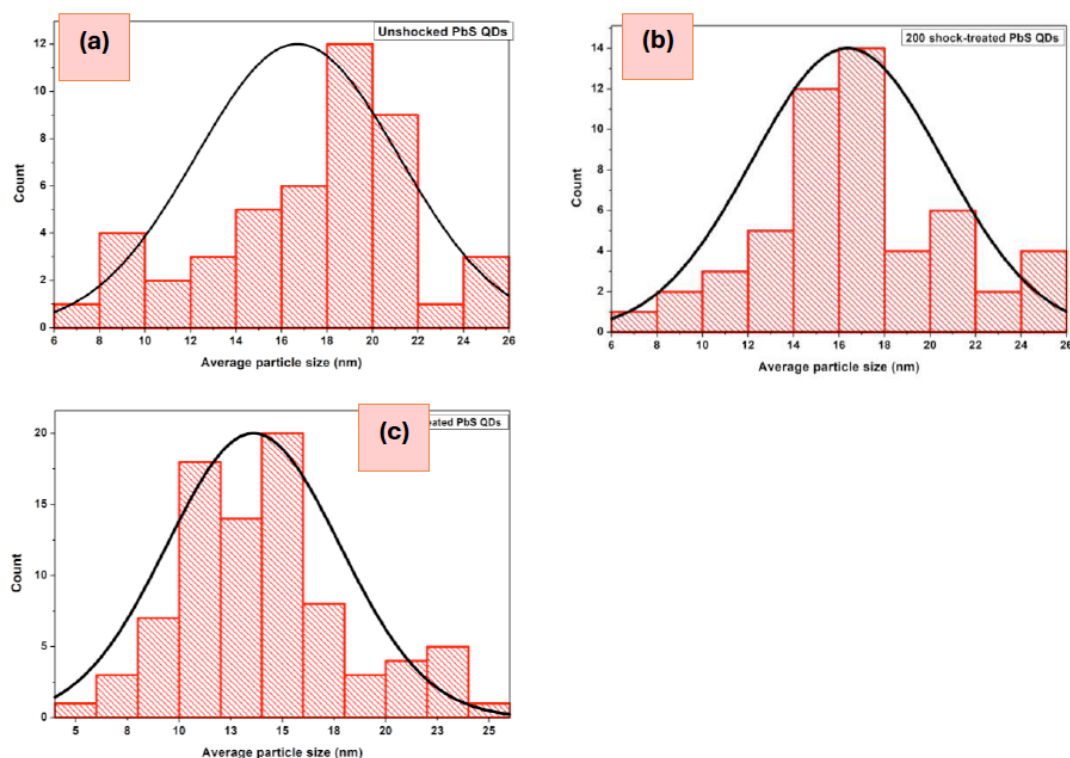 (a)
Unshocked PbS QDs
12
10
8
6
4
2
0
Count
6 8 10 12 14 16 18 20 22 24 26
Average particle size (nm)
(b)
200 shock-treated PbS QDs
14
12
10
8
6
4
2
0
Count
6 8 10 12 14 16 18 20 22 24 26
Average particle size (nm)
(c)
PbS QDs
20
15
10
5
0
Count
5 8 10 13 15 18 20 23 25
Average particle size (nm)